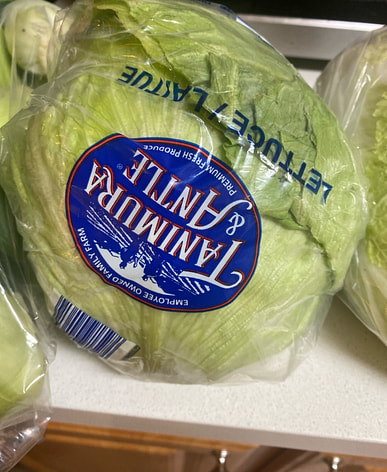 LETTUCE / LAITUE
TANIMURA
& ANTLE®
PREMIUM FRESH PRODUCE
EMPLOYEE OWNED FAMILY FARM